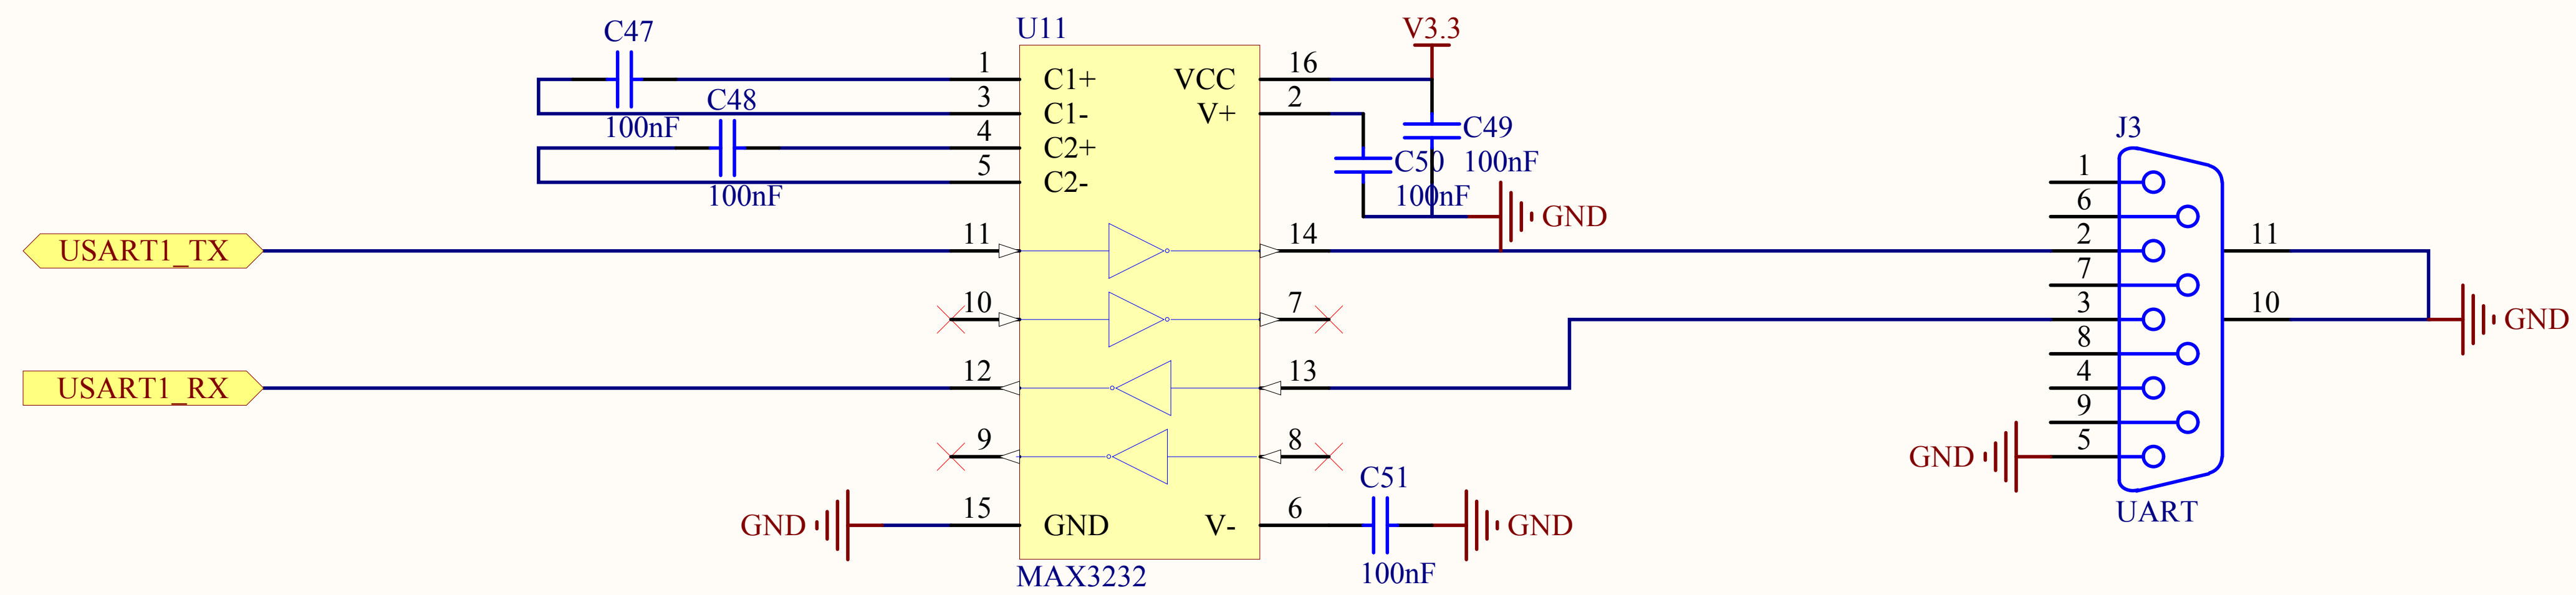 C47
U11
V3.3
1
C1+
VCC
16
3
C1-
V+
2
C48
100nF
4
C2+
C49
100nF
5
C2-
C50
100nF
100nF
GND
J3
1
6
2
7
3
8
4
9
5
11
10
GND
GND
UART
USART1_TX
11
14
10
7
USART1_RX
12
13
9
8
C51
GND
15
GND
V-
6
GND
100nF
MAX3232